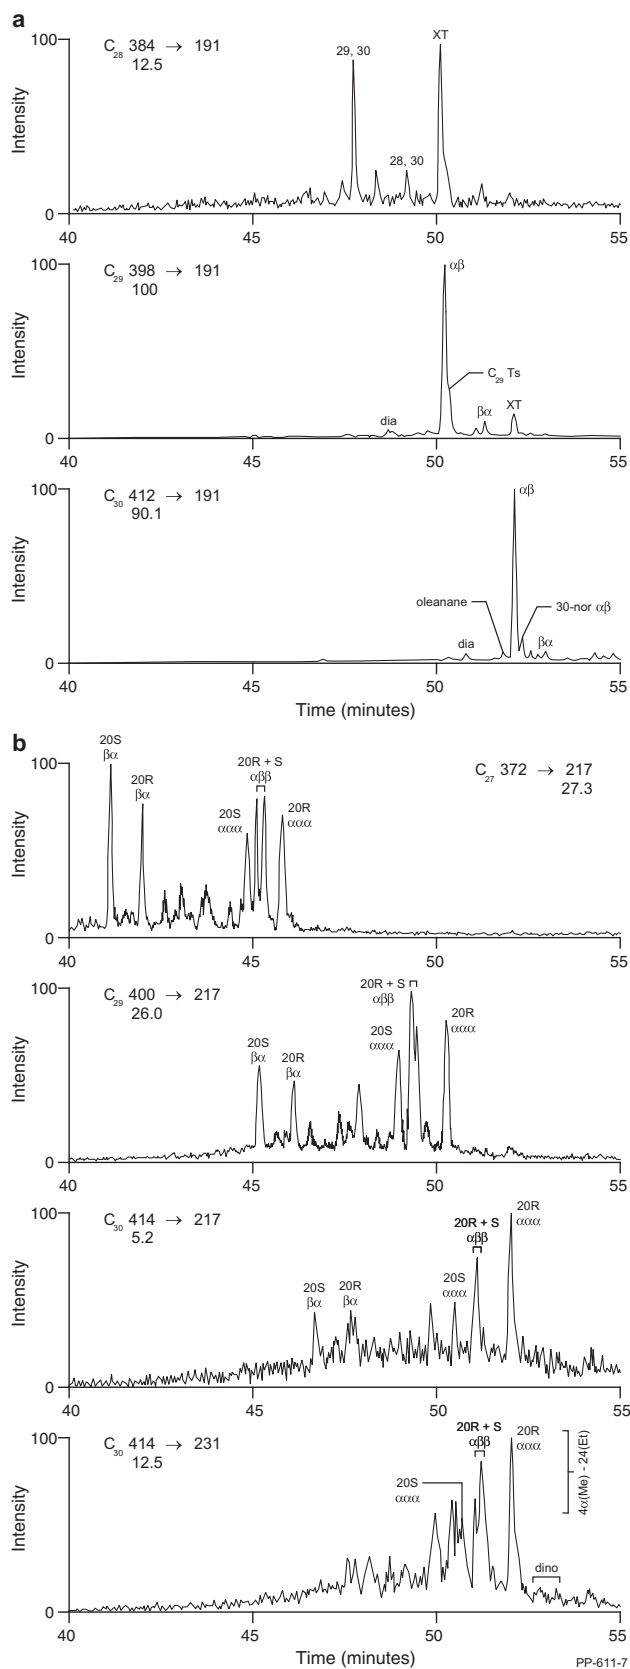 a
C28 384 → 191
12.5
100
0
Intensity
29, 30
28, 30
XT
40 45 50 55
C29 398 → 191
100
100
0
Intensity
αβ
C29 Ts
dia
βα
XT
40 45 50 55
C30 412 → 191
90.1
100
0
Intensity
αβ
oleanane
30-nor αβ
dia
βα
40 45 50 55
Time (minutes)
b
C27 372 → 217
27.3
100
0
Intensity
20S
βα
20R
βα
20S
ααα
20R + S
αββ
20R
ααα
40 45 50 55
C29 400 → 217
26.0
100
0
Intensity
20S
βα
20R
βα
20S
ααα
20R + S
αββ
20R
ααα
40 45 50 55
C30 414 → 217
5.2
100
0
Intensity
20S
βα
20R
βα
20S
ααα
20R + S
αββ
20R
ααα
40 45 50 55
C30 414 → 231
12.5
100
0
Intensity
20S
ααα
20R + S
αββ
20R
ααα
4α(Me) - 24(Et)
dino
40 45 50 55
Time (minutes)
PP-611-7